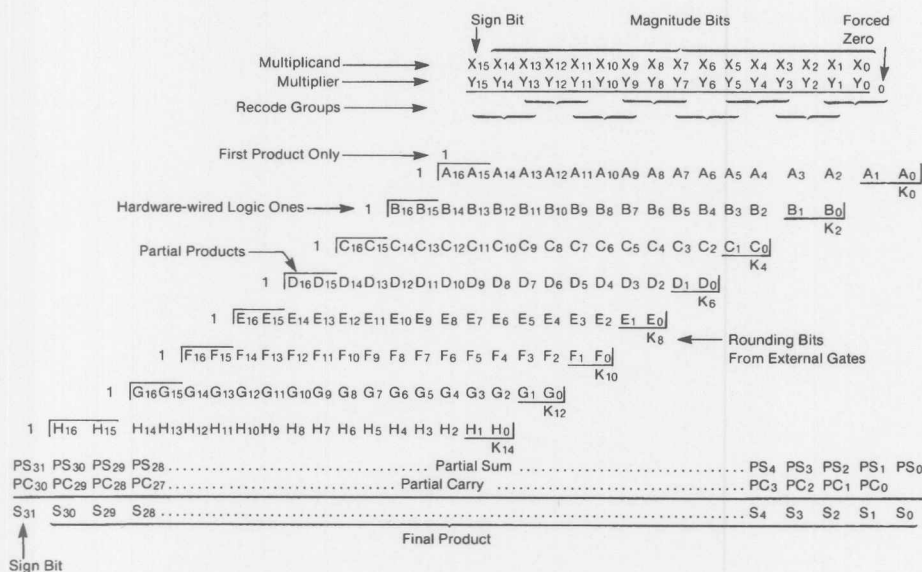 Sign Bit Magnitude Bits Forced Zero
Multiplicand X15 X14 X13 X12 X11 X10 X9 X8 X7 X6 X5 X4 X3 X2 X1 X0
Multiplier Y15 Y14 Y13 Y12 Y11 Y10 Y9 Y8 Y7 Y6 Y5 Y4 Y3 Y2 Y1 Y0 0
Recode Groups
First Product Only 1
1 A16 A15 A14 A13 A12 A11 A10 A9 A8 A7 A6 A5 A4 A3 A2 A1 A0
K0
Hardware-wired Logic Ones 1 B16 B15 B14 B13 B12 B11 B10 B9 B8 B7 B6 B5 B4 B3 B2 B1 B0
K2
1 C16 C15 C14 C13 C12 C11 C10 C9 C8 C7 C6 C5 C4 C3 C2 C1 C0
Partial Products K4
1 D16 D15 D14 D13 D12 D11 D10 D9 D8 D7 D6 D5 D4 D3 D2 D1 D0
K6
1 E16 E15 E14 E13 E12 E11 E10 E9 E8 E7 E6 E5 E4 E3 E2 E1 E0
K8 Rounding Bits
From External Gates
1 F16 F15 F14 F13 F12 F11 F10 F9 F8 F7 F6 F5 F4 F3 F2 F1 F0
K10
1 G16 G15 G14 G13 G12 G11 G10 G9 G8 G7 G6 G5 G4 G3 G2 G1 G0
K12
1 H16 H15 H14 H13 H12 H11 H10 H9 H8 H7 H6 H5 H4 H3 H2 H1 H0
K14
PS31 PS30 PS29 PS28 Partial Sum PS4 PS3 PS2 PS1 PS0
PC30 PC29 PC28 PC27 Partial Carry PC3 PC2 PC1 PC0
S31 S30 S29 S28 S4 S3 S2 S1 S0
Final Product
Sign Bit